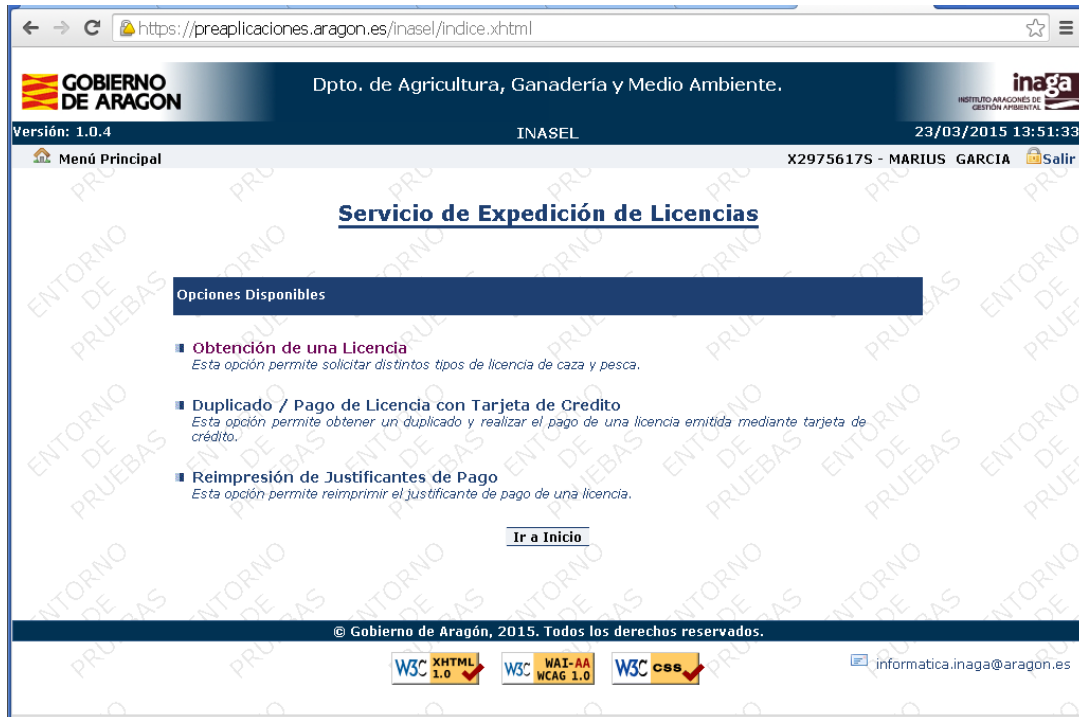 https://preaplicaciones.aragon.es/inasel/indice.xhtml
GOBIERNO
DE ARAGON
Dpto. de Agricultura, Ganadería y Medio Ambiente.
inaga
INSTITUTO ARAGONÉS DE
GESTIÓN AMBIENTAL
Versión: 1.0.4
INASEL
23/03/2015 13:51:33
Menú Principal
X2975617S - MARIUS GARCIA
Salir
Servicio de Expedición de Licencias
Opciones Disponibles
Obtención de una Licencia
Esta opción permite solicitar distintos tipos de licencia de caza y pesca.
Duplicado / Pago de Licencia con Tarjeta de Credito
Esta opción permite obtener un duplicado y realizar el pago de una licencia emitida mediante tarjeta de
crédito.
Reimpresión de Justificantes de Pago
Esta opción permite reimprimir el justificante de pago de una licencia.
Ir a Inicio
ENTORNO
DE
PRUEBAS
© Gobierno de Aragón, 2015. Todos los derechos reservados.
W3C XHTML 1.0
W3C WAI-AA WCAG 1.0
W3C css
informatica.inaga@aragon.es